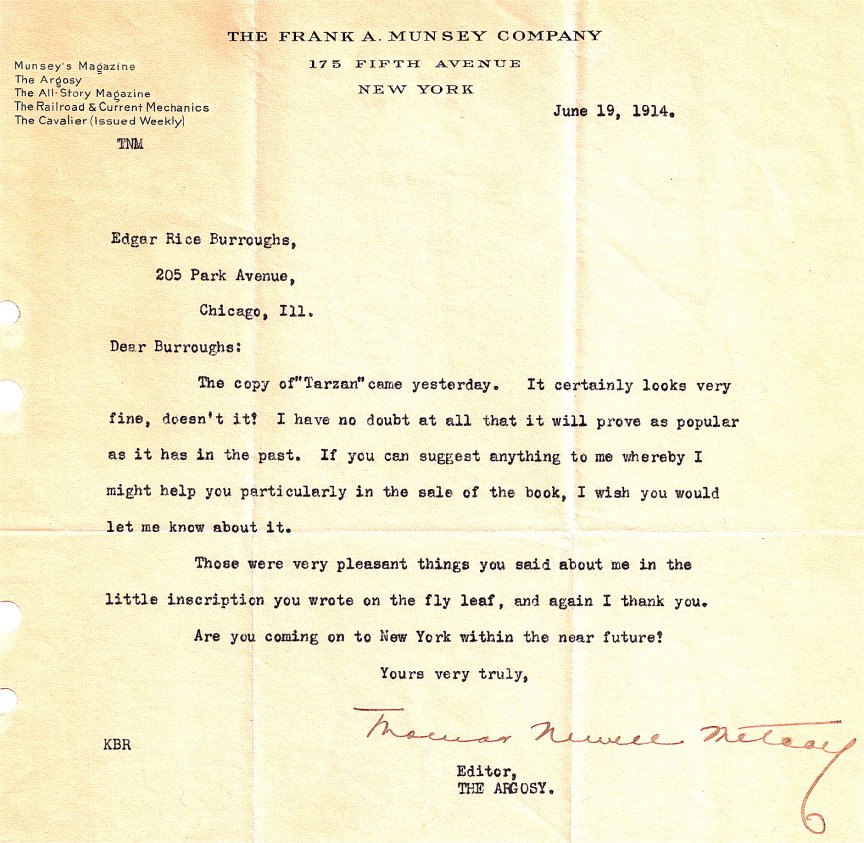 THE FRANK A. MUNSEY COMPANY
175 FIFTH AVENUE
NEW YORK
Munsey's Magazine
The Argosy
The All-Story Magazine
The Railroad & Current Mechanics
The Cavalier (Issued Weekly)
June 19, 1914.
TNM
Edgar Rice Burroughs,
205 Park Avenue,
Chicago, Ill.
Dear Burroughs:
The copy of"Tarzan"came yesterday. It certainly looks very
fine, doesn't it? I have no doubt at all that it will prove as popular
as it has in the past. If you can suggest anything to me whereby I
might help you particularly in the sale of the book, I wish you would
let me know about it.
Those were very pleasant things you said about me in the
little inscription you wrote on the fly leaf, and again I thank you.
Are you coming on to New York within the near future?
Yours very truly,
Thomas Newell Metcalf
KBR
Editor,
THE ARGOSY.